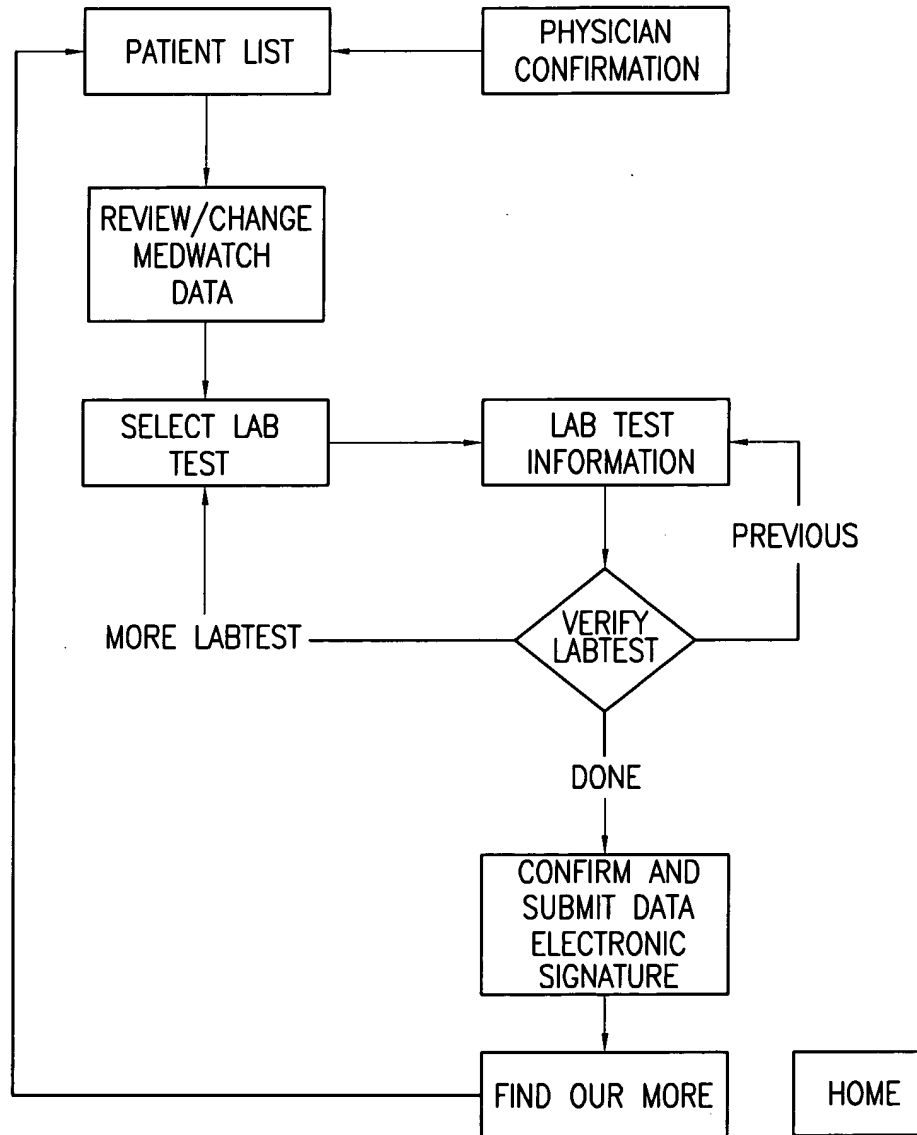 PATIENT LIST
PHYSICIAN
CONFIRMATION
REVIEW/CHANGE
MEDWATCH
DATA
SELECT LAB
TEST
LAB TEST
INFORMATION
PREVIOUS
MORE LABTEST
VERIFY
LABTEST
DONE
CONFIRM AND
SUBMIT DATA
ELECTRONIC
SIGNATURE
FIND OUR MORE
HOME